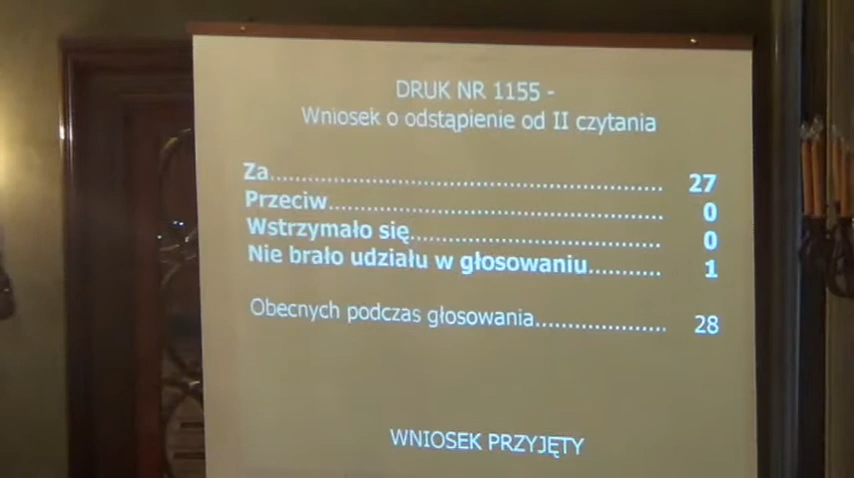 DRUK NR 1155 -
Wniosek o odstąpienie od II czytania
Za........................................................... 27
Przeciw.................................................. 0
Wstrzymało się..................................... 0
Nie brało udziału w głosowaniu........... 1
Obecnych podczas głosowania................... 28
WNIOSEK PRZYJĘTY